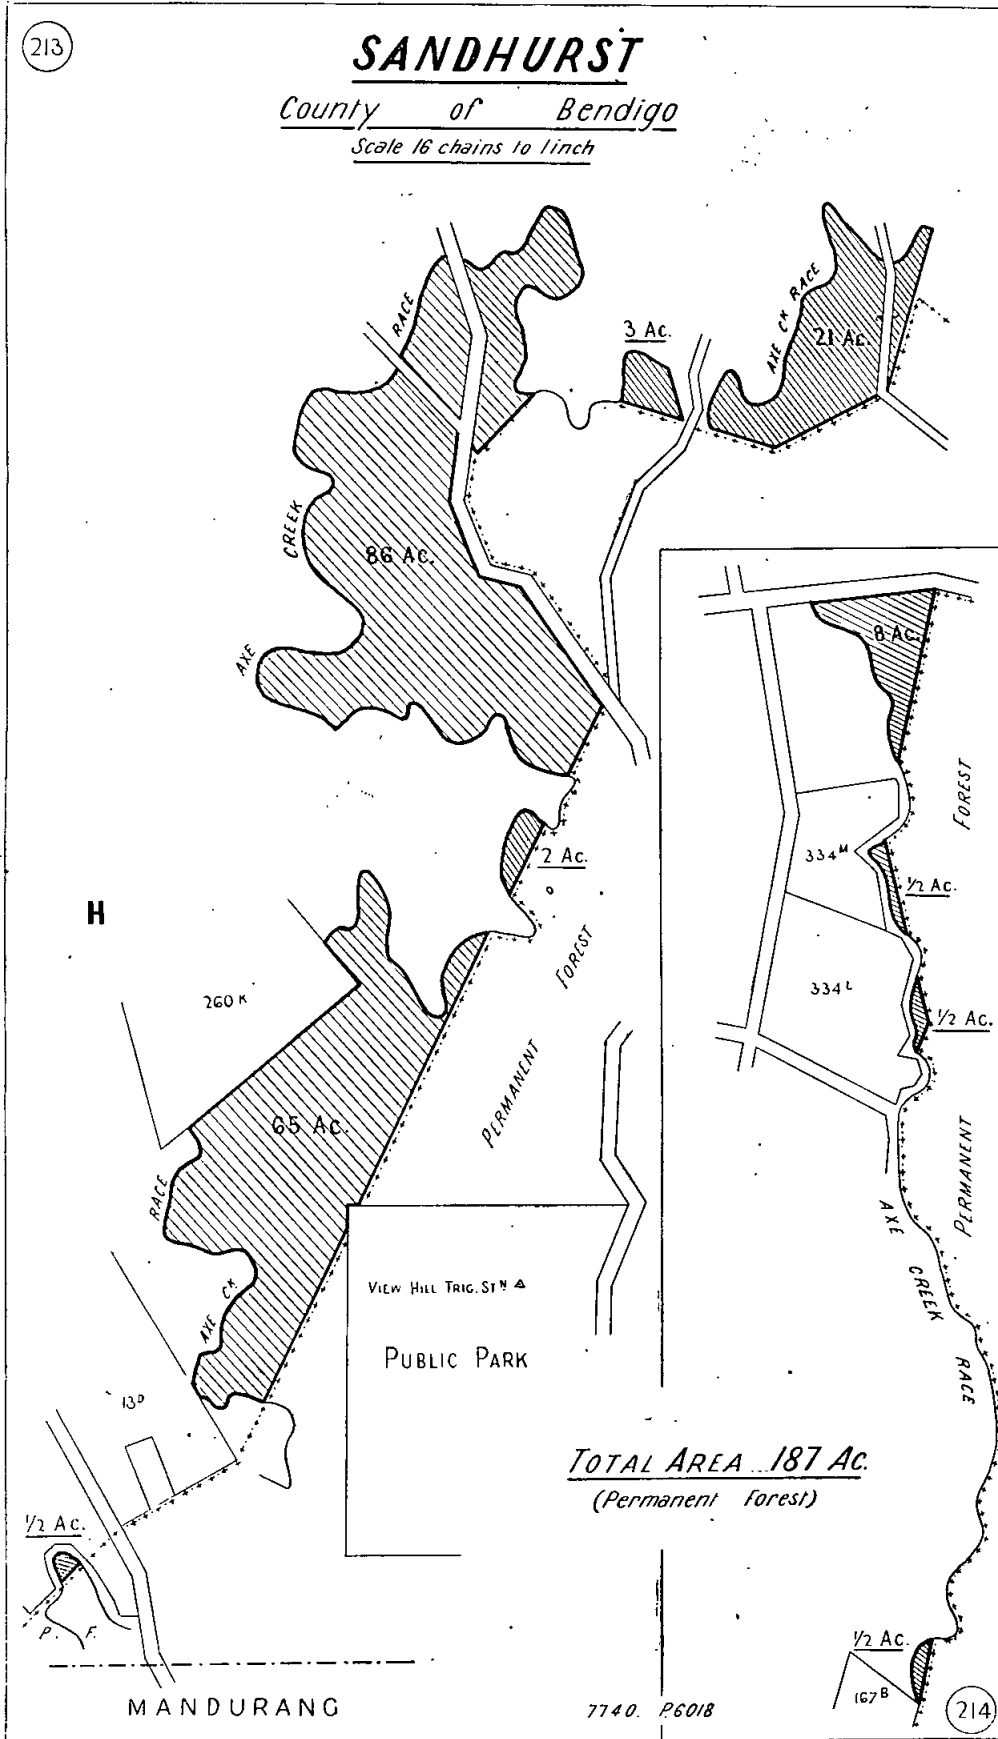 213
SANDHURST
County of Bendigo
Scale 16 chains to 1 inch
RACE
3 Ac.
AXE CK RACE
21 Ac.
CREEK
86 Ac.
AXE
8 Ac.
FOREST
334M
1/2 Ac.
2 Ac.
H
260K
FOREST
334L
1/2 Ac.
PERMANENT
65 Ac.
PERMANENT
RACE
AXE
CREEK
RACE
AXE CK
VIEW HILL TRIG. STN. △
PUBLIC PARK
13D
TOTAL AREA 187 Ac.
(Permanent Forest)
1/2 Ac.
P. F.
1/2 Ac.
167B
MANDURANG
7740. P.6018
214